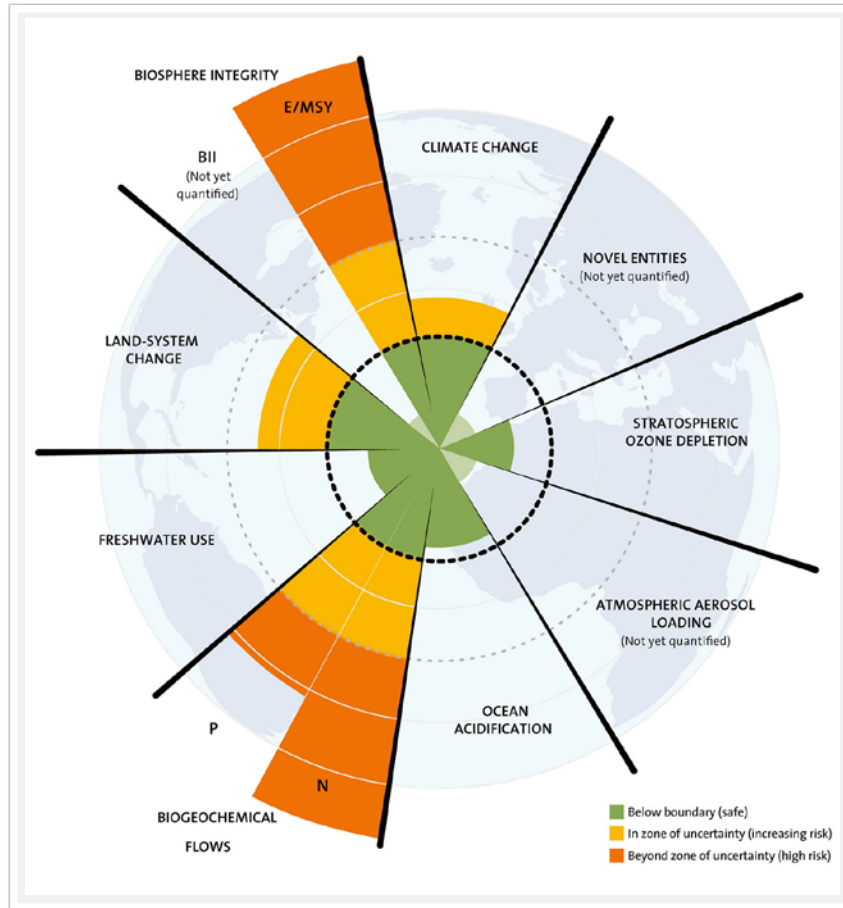 BIOSPHERE INTEGRITY
E/MSY
BII
(Not yet
quantified)
CLIMATE CHANGE
NOVEL ENTITIES
(Not yet quantified)
LAND-SYSTEM
CHANGE
STRATOSPHERIC
OZONE DEPLETION
FRESHWATER USE
ATMOSPHERIC AEROSOL
LOADING
(Not yet quantified)
OCEAN
ACIDIFICATION
P
N
BIOGEOCHEMICAL
FLOWS
Below boundary (safe)
In zone of uncertainty (increasing risk)
Beyond zone of uncertainty (high risk)